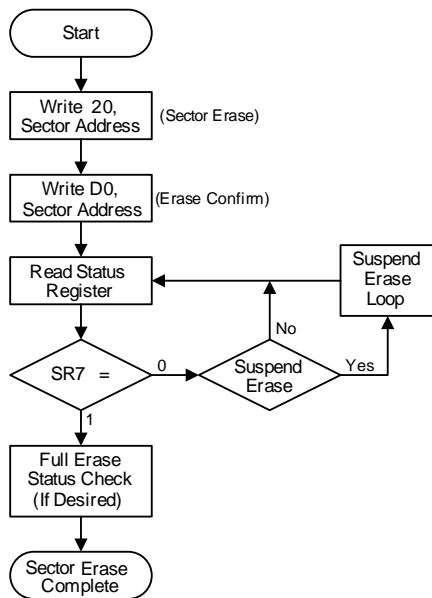 Start
Write 20,
Sector Address
(Sector Erase)
Write D0,
Sector Address
(Erase Confirm)
Read Status
Register
Suspend
Erase
Loop
No
SR7 =
0
Suspend
Erase
Yes
1
Full Erase
Status Check
(If Desired)
Sector Erase
Complete